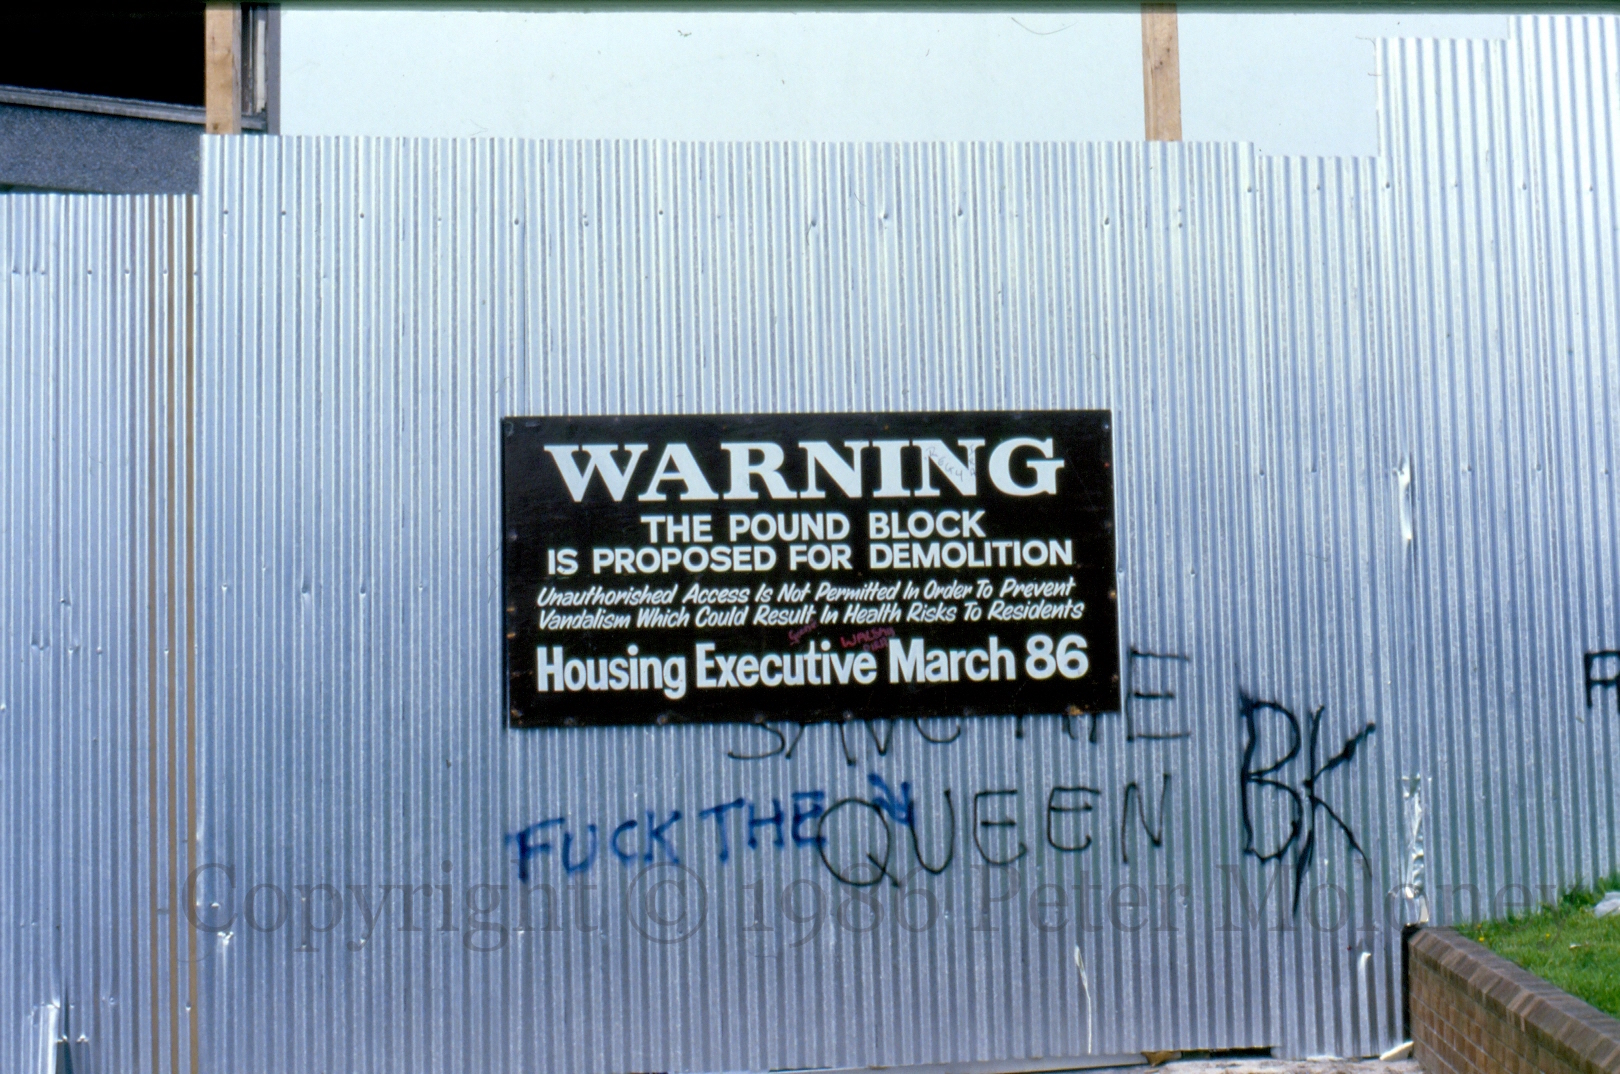 WARNING
THE POUND BLOCK
IS PROPOSED FOR DEMOLITION
Unauthorished Access Is Not Permitted In Order To Prevent
Vandalism Which Could Result In Health Risks To Residents
Housing Executive March 86
SAVE THE
FUCK THE QUEEN
BK
Copyright © 1986 Peter Moloney